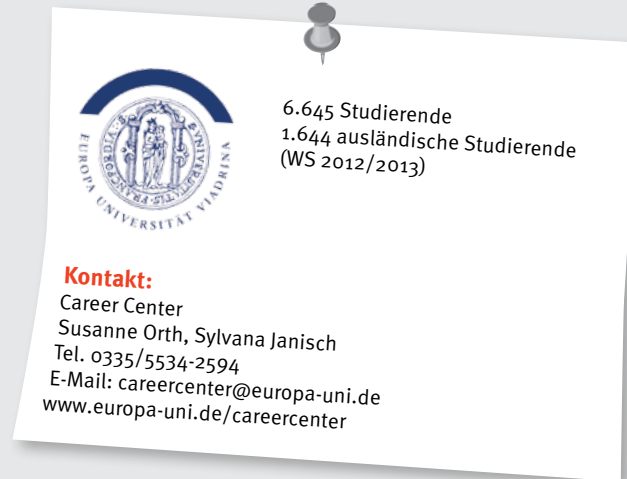 EUROPA UNIVERSITÄT VIADRINA
6.645 Studierende
1.644 ausländische Studierende
(WS 2012/2013)
Kontakt:
Career Center
Susanne Orth, Sylvana Janisch
Tel. 0335/5534-2594
E-Mail: careercenter@europa-uni.de
www.europa-uni.de/careercenter